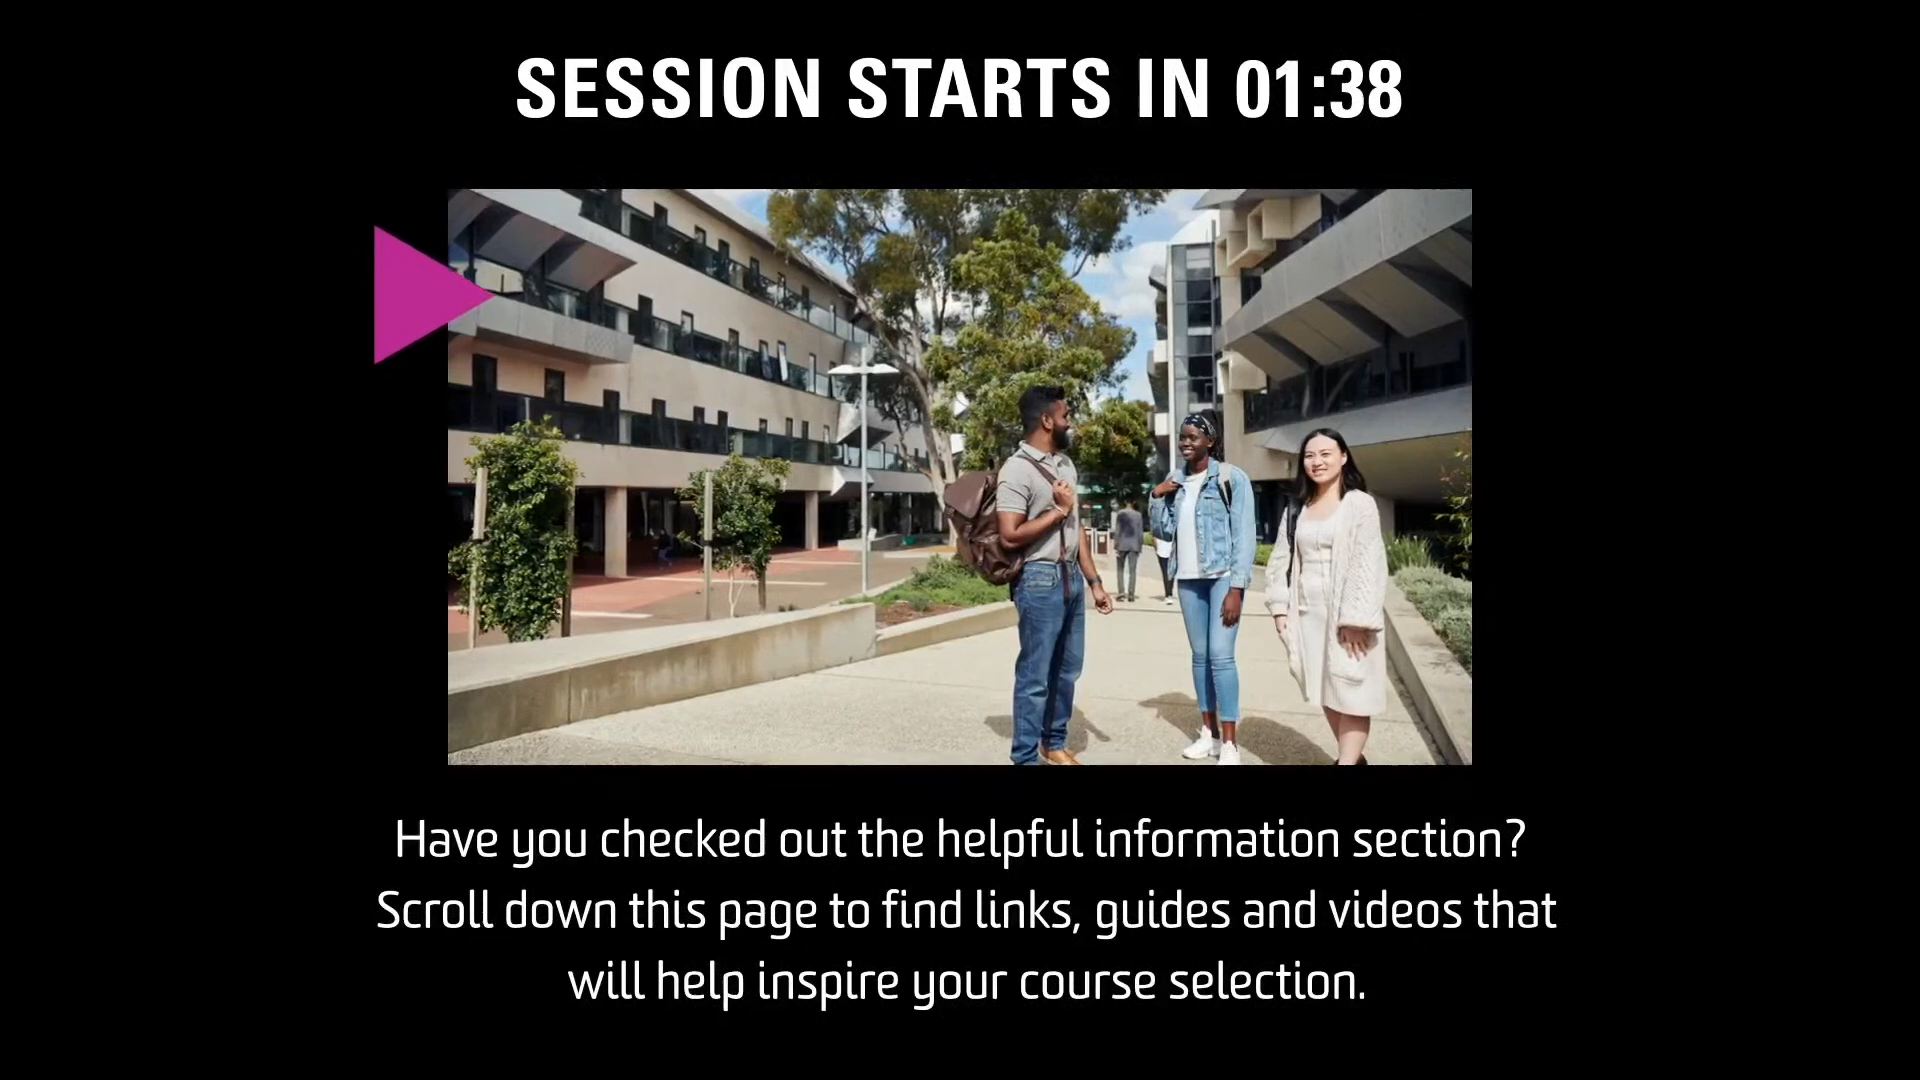 SESSION STARTS IN 01:38
Have you checked out the helpful information section?
Scroll down this page to find links, guides and videos that
will help inspire your course selection.